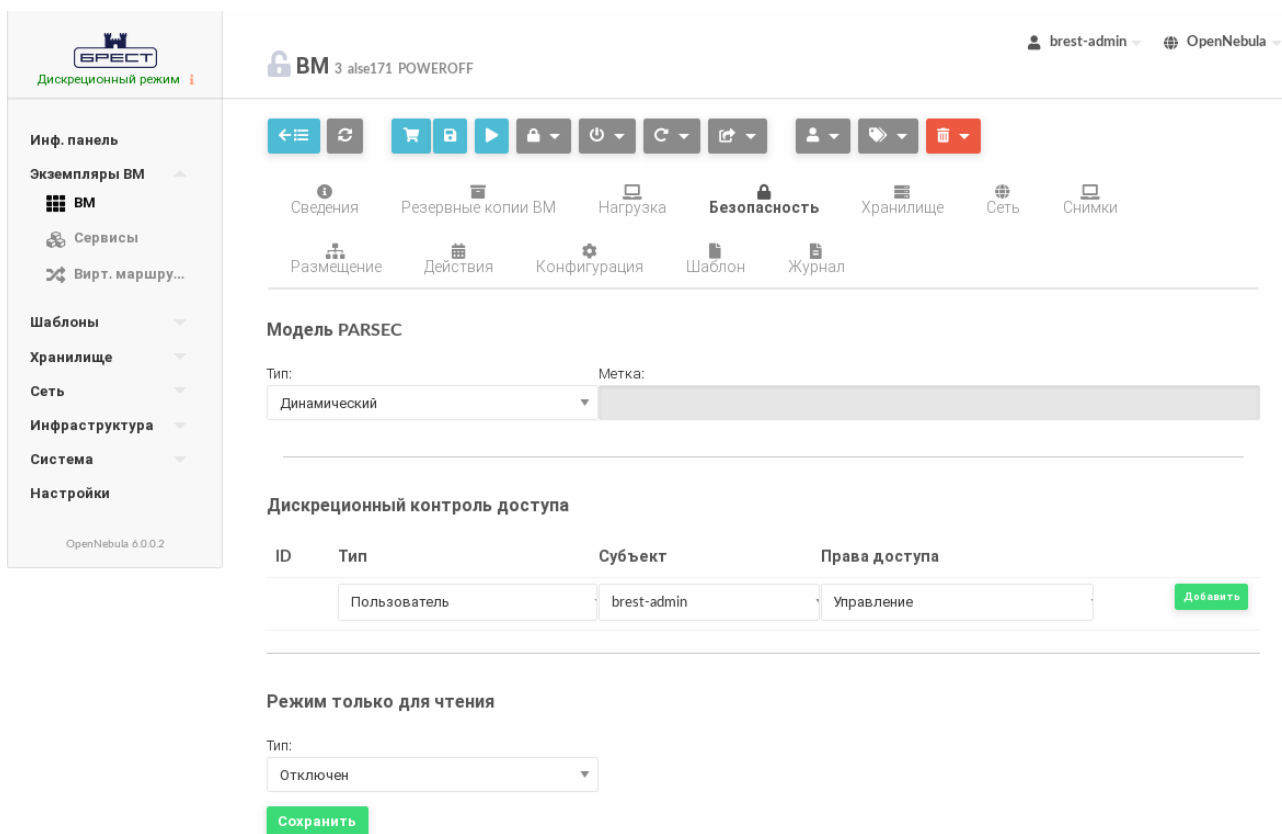 БРЕСТ
Дискреционный режим i
ВМ 3 alse171 POWEROFF
brest-admin
OpenNebula
Инф. панель
Экземпляры ВМ
ВМ
Сервисы
Вирт. маршру...
Шаблоны
Хранилище
Сеть
Инфраструктура
Система
Настройки
OpenNebula 6.0.0.2
Сведения Резервные копии ВМ Нагрузка Безопасность Хранилище Сеть Снимки
Размещение Действия Конфигурация Шаблон Журнал
Модель PARSEC
Тип: Метка:
Динамический
Дискреционный контроль доступа
ID Тип Субъект Права доступа
Пользователь brest-admin Управление Добавить
Режим только для чтения
Тип:
Отключен
Сохранить